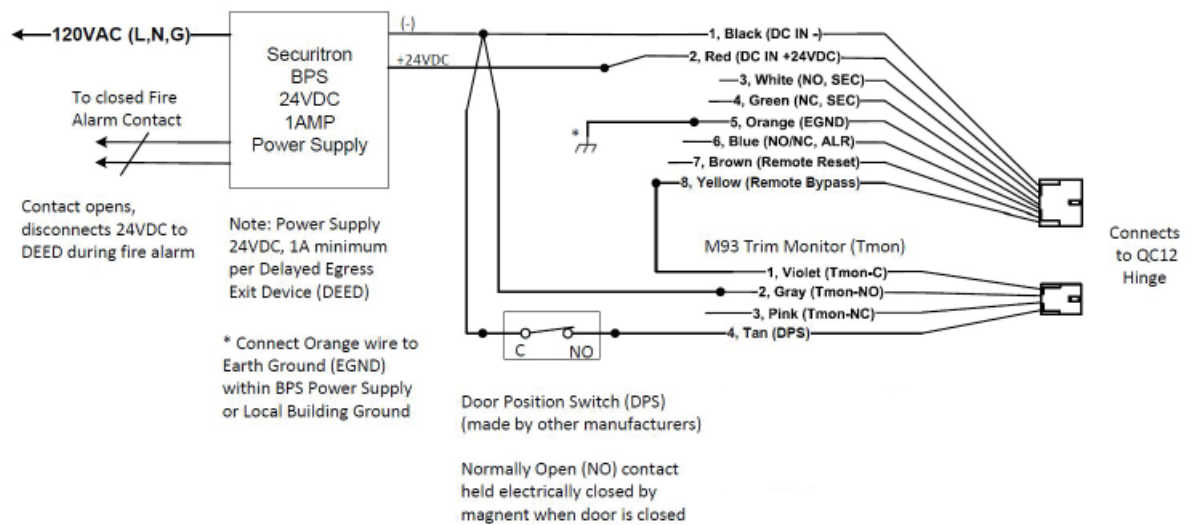 120VAC (L,N,G)
Securitron
BPS
24VDC
1AMP
Power Supply
(-)
+24VDC
To closed Fire
Alarm Contact
Contact opens,
disconnects 24VDC to
DEED during fire alarm
Note: Power Supply
24VDC, 1A minimum
per Delayed Egress
Exit Device (DEED)
* Connect Orange wire to
Earth Ground (EGND)
within BPS Power Supply
or Local Building Ground
1, Black (DC IN -)
2, Red (DC IN +24VDC)
3, White (NO, SEC)
4, Green (NC, SEC)
*
5, Orange (EGND)
6, Blue (NO/NC, ALR)
7, Brown (Remote Reset)
8, Yellow (Remote Bypass)
M93 Trim Monitor (Tmon)
1, Violet (Tmon-C)
2, Gray (Tmon-NO)
3, Pink (Tmon-NC)
4, Tan (DPS)
Connects
to QC12
Hinge
C
NO
Door Position Switch (DPS)
(made by other manufacturers)
Normally Open (NO) contact
held electrically closed by
magnent when door is closed